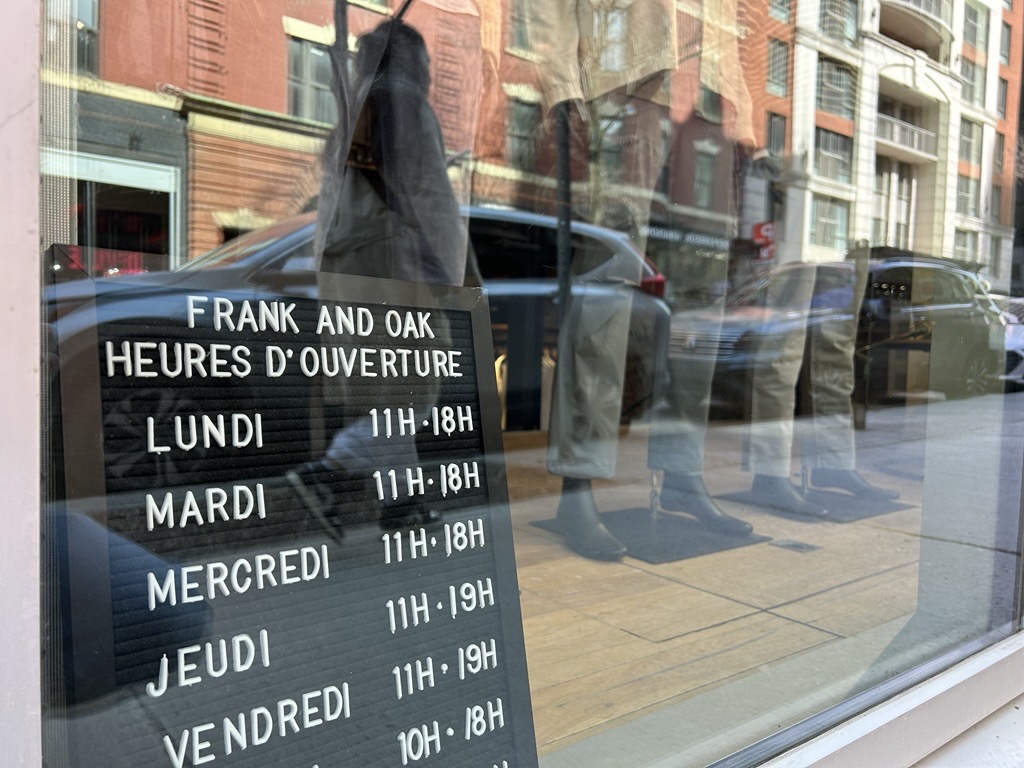 FRANK AND OAK
HEURES D'OUVERTURE
LUNDI 11H·18H
MARDI 11H·18H
MERCREDI 11H·18H
JEUDI 11H·19H
VENDREDI 11H·19H
10H·18H